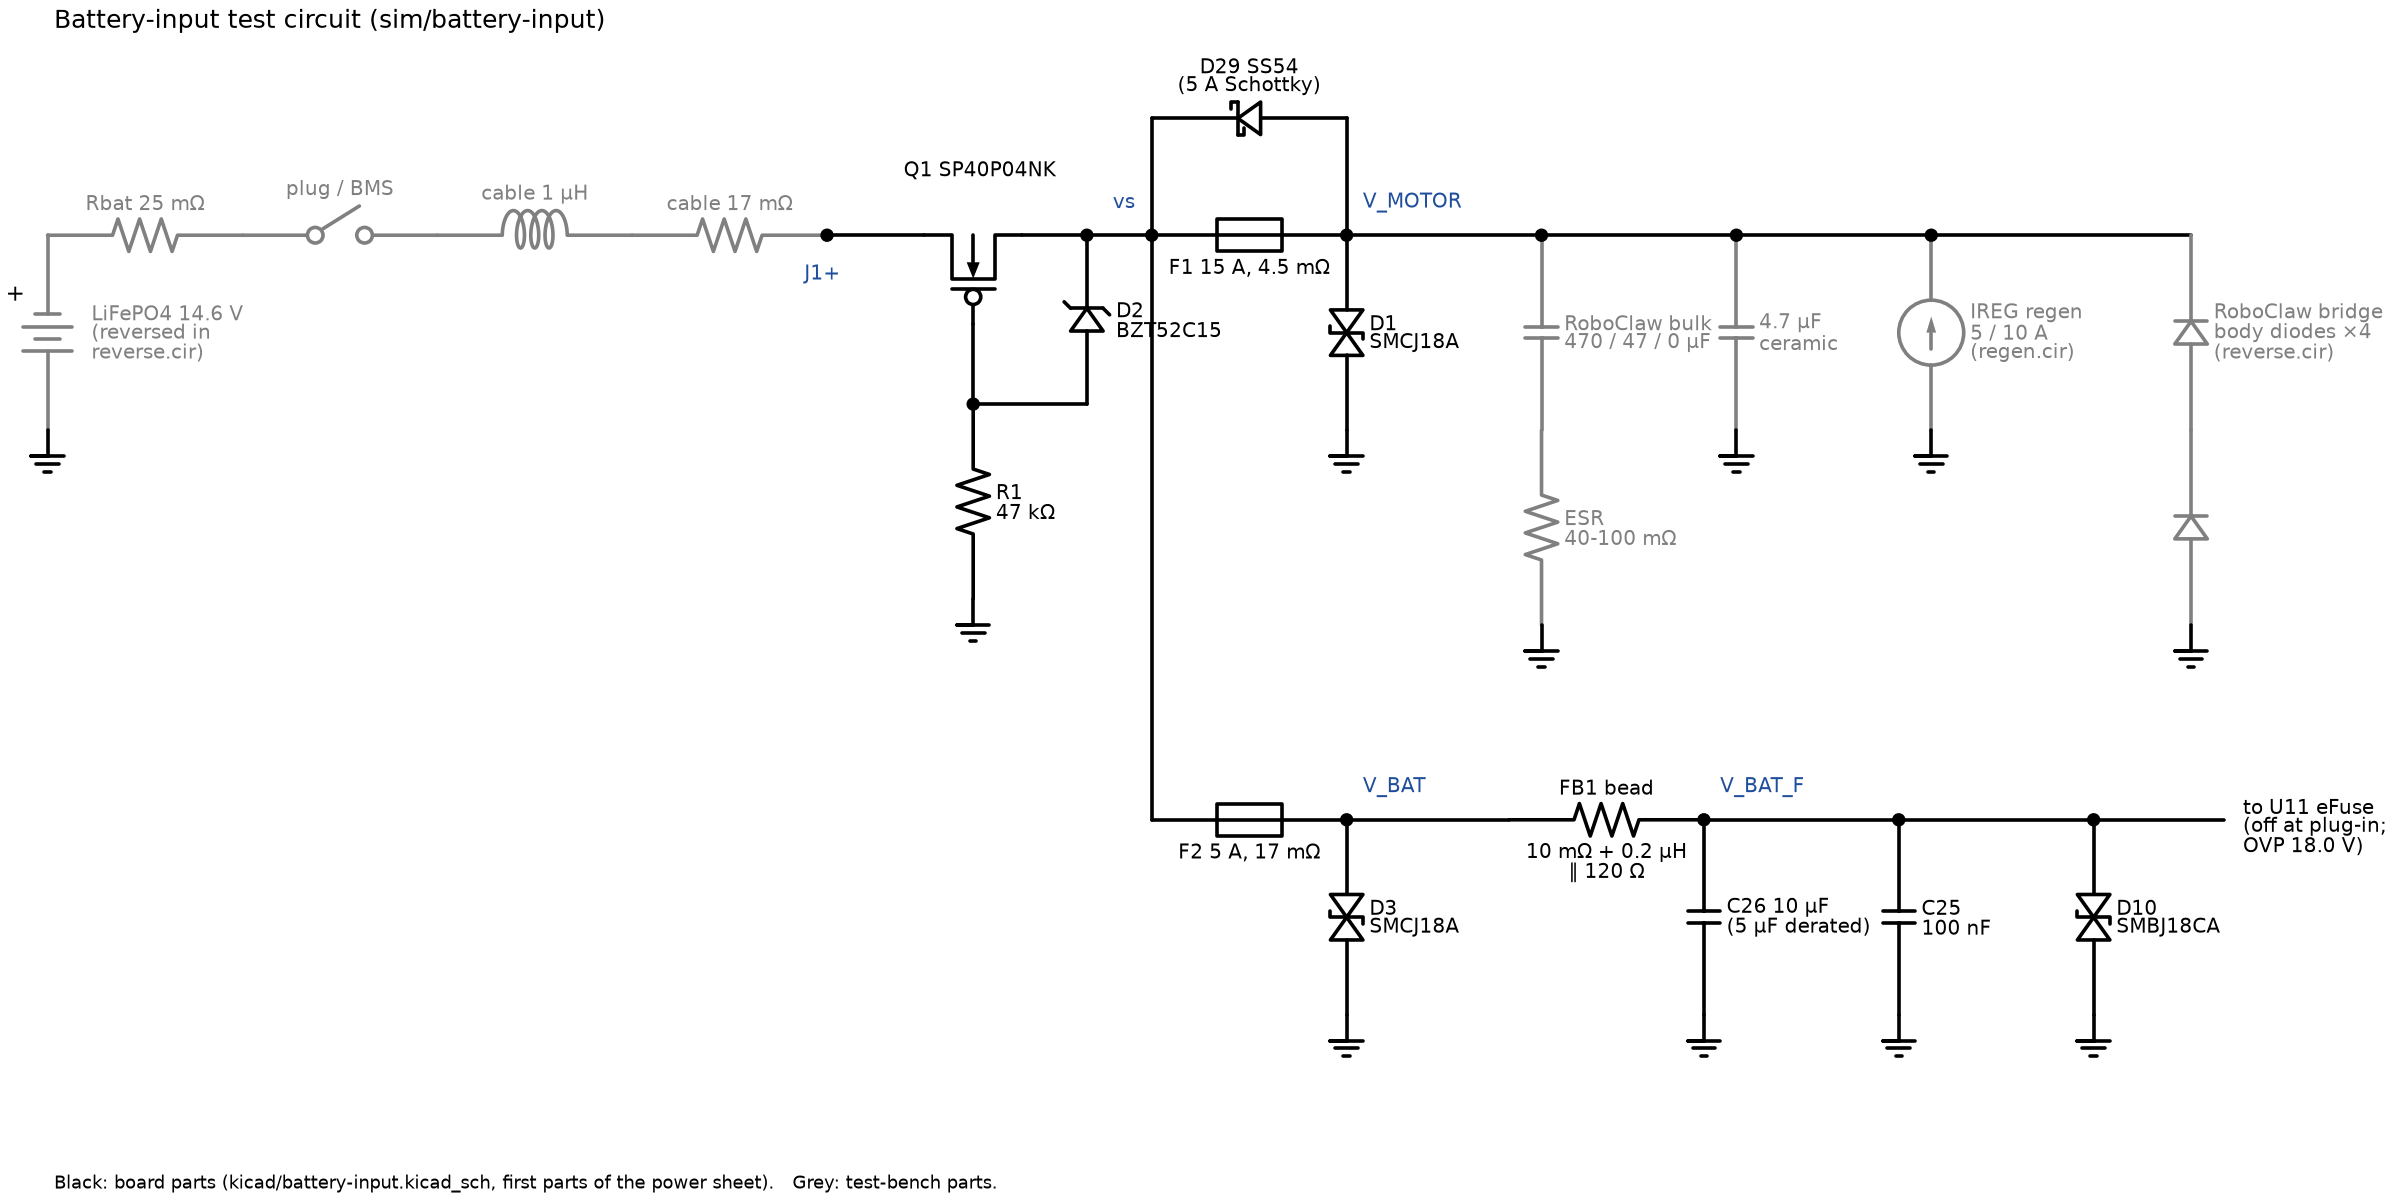 Battery-input test circuit (sim/battery-input)
D29 SS54
(5 A Schottky)
Q1 SP40P04NK
plug / BMS
cable 1 µH
Rbat 25 mΩ
cable 17 mΩ
vs
V_MOTOR
F1 15 A, 4.5 mΩ
J1+
+
LiFePO4 14.6 V
(reversed in
reverse.cir)
D2
BZT52C15
D1
SMCJ18A
RoboClaw bulk
470 / 47 / 0 µF
4.7 µF
ceramic
IREG regen
5 / 10 A
(regen.cir)
RoboClaw bridge
body diodes ×4
(reverse.cir)
R1
47 kΩ
ESR
40-100 mΩ
V_BAT
FB1 bead
V_BAT_F
to U11 eFuse
(off at plug-in;
OVP 18.0 V)
F2 5 A, 17 mΩ
10 mΩ + 0.2 µH
∥ 120 Ω
D3
SMCJ18A
C26 10 µF
(5 µF derated)
C25
100 nF
D10
SMBJ18CA
Black: board parts (kicad/battery-input.kicad_sch, first parts of the power sheet).   Grey: test-bench parts.